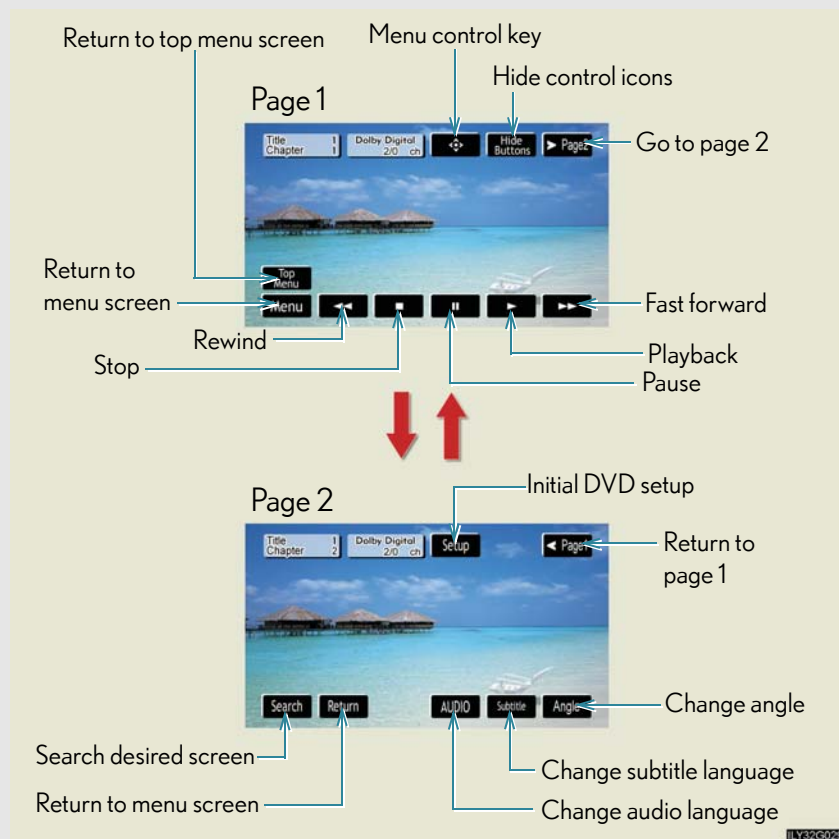 Return to top menu screen
Menu control key
Hide control icons
Page 1
Title 1
Chapter 1
Dolby Digital
2/0 ch
Hide
Buttons
Page2
Go to page 2
Top
Menu
Return to
menu screen
Menu
Fast forward
Rewind
Playback
Stop
Pause
Initial DVD setup
Page 2
Title 1
Chapter 2
Dolby Digital
2/0 ch
Setup
Page1
Return to
page 1
Search
Return
AUDIO
Subtitle
Angle
Change angle
Search desired screen
Change subtitle language
Return to menu screen
Change audio language
ILY32G02